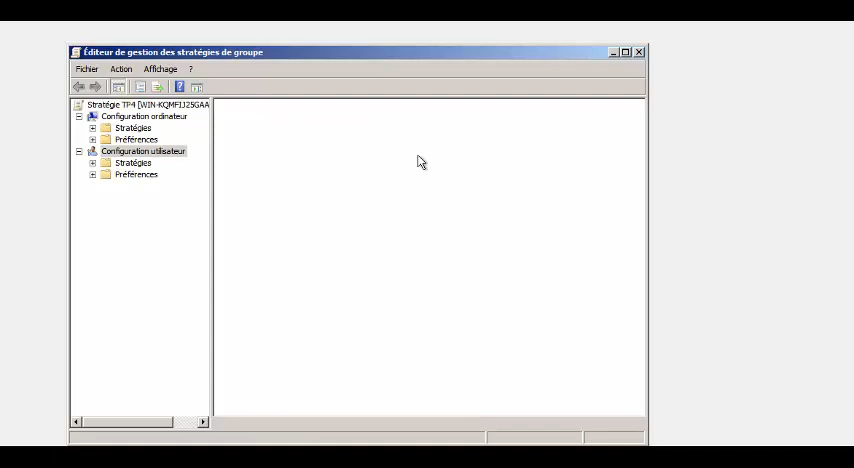 Éditeur de gestion des stratégies de groupe
Fichier Action Affichage ?
Stratégie TP4 [WIN-KQMFIJ25GAA
Configuration ordinateur
Stratégies
Préférences
Configuration utilisateur
Stratégies
Préférences